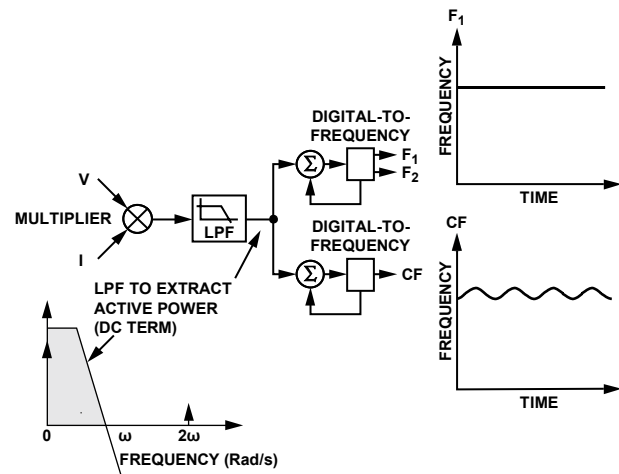 F1
FREQUENCY
TIME
DIGITAL-TO-
FREQUENCY
Σ
F1
F2
V
MULTIPLIER
I
LPF
DIGITAL-TO-
FREQUENCY
Σ
CF
CF
FREQUENCY
TIME
LPF TO EXTRACT
ACTIVE POWER
(DC TERM)
0
ω
2ω
FREQUENCY (Rad/s)